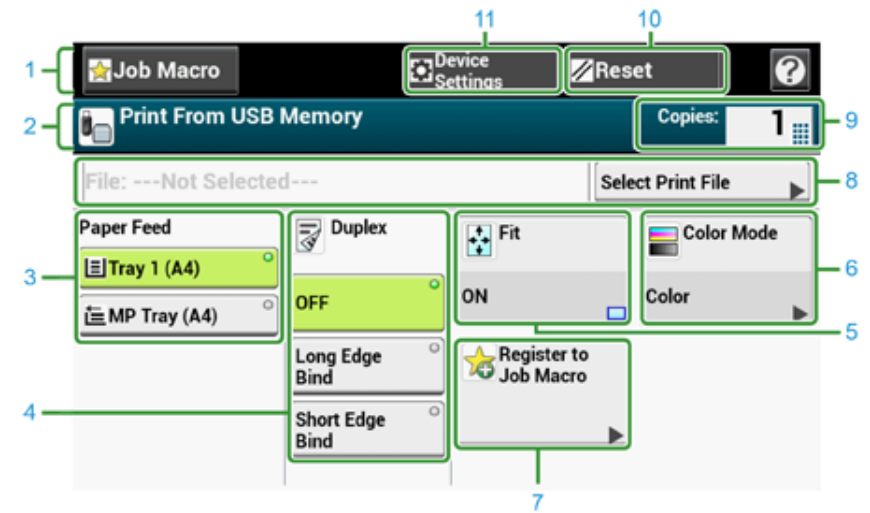 11
10
1
Job Macro
Device
Settings
Reset
?
2
Print From USB Memory
Copies:
1
9
File: ---Not Selected---
Select Print File
8
Paper Feed
Duplex
Fit
Color Mode
3
Tray 1 (A4)
6
OFF
ON
Color
MP Tray (A4)
5
Long Edge
Bind
Register to
Job Macro
4
Short Edge
Bind
7